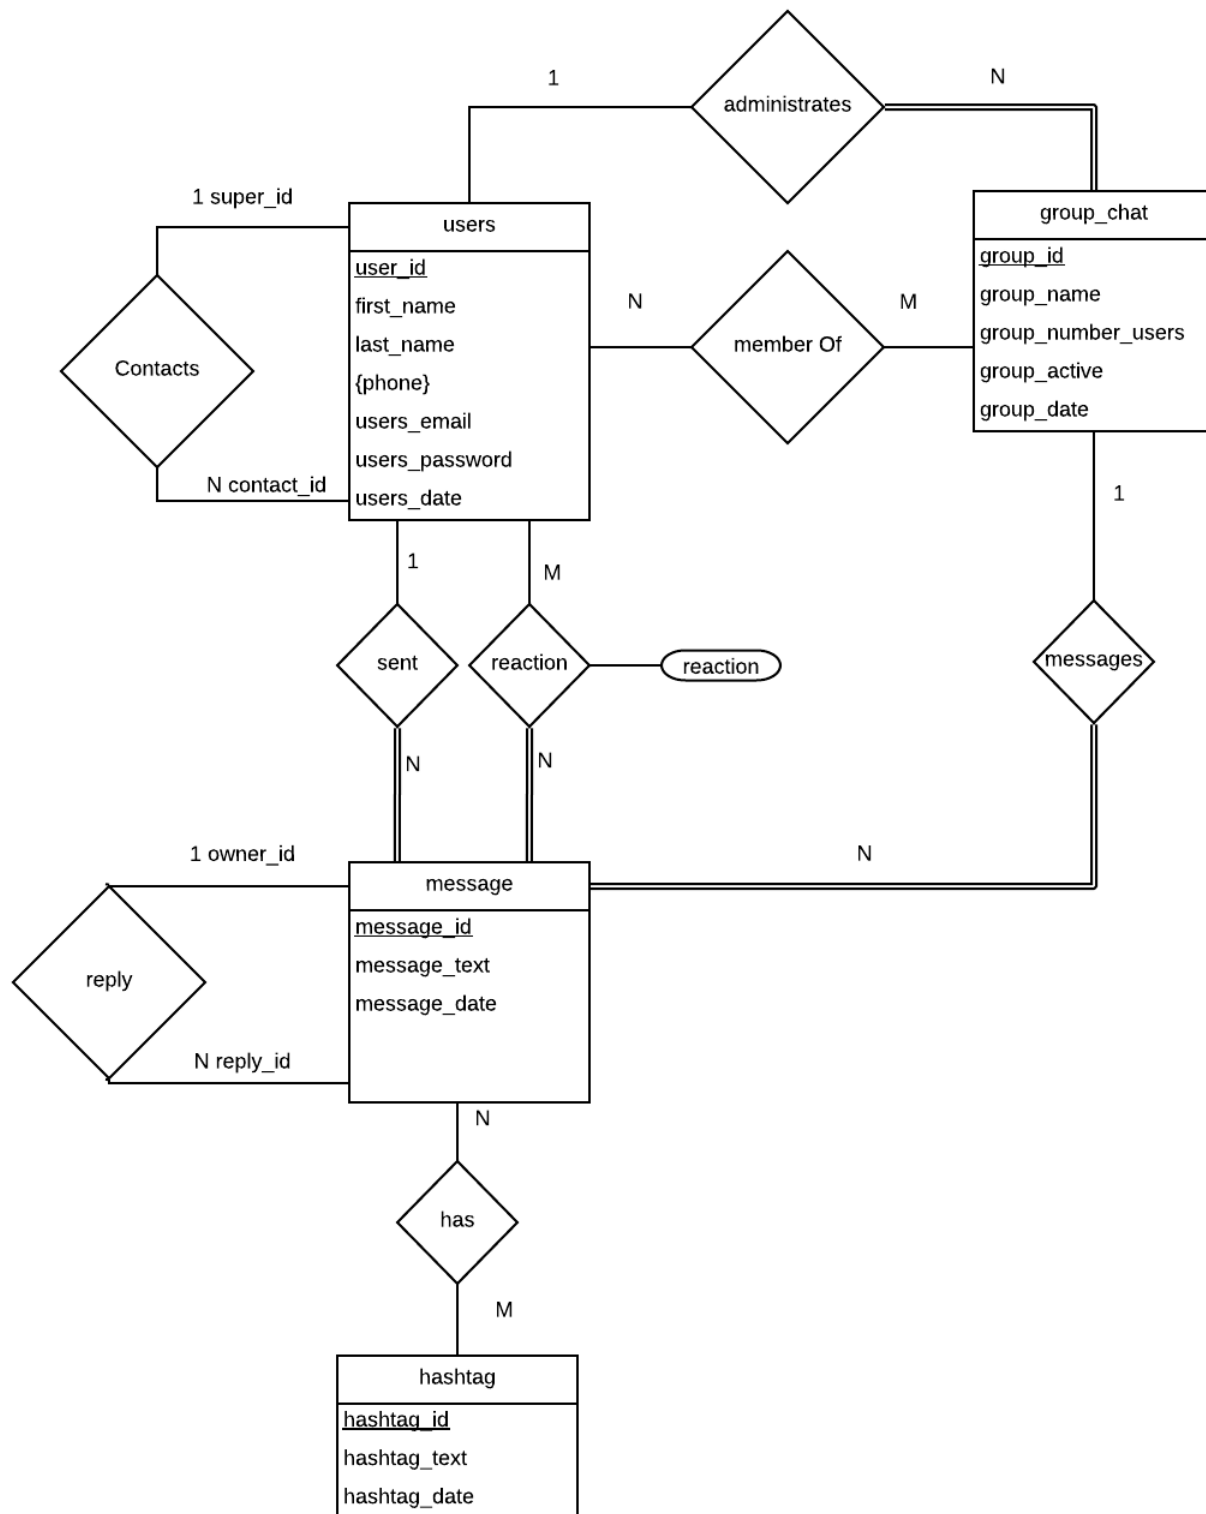 1
N
administrates
1 super_id
users
group_chat
user_id
first_name
last_name
{phone}
users_email
users_password
users_date
group_id
group_name
group_number_users
group_active
group_date
N
M
member Of
Contacts
N contact_id
1
M
1
sent
reaction
reaction
messages
N
N
N
1 owner_id
message
message_id
message_text
message_date
reply
N reply_id
N
has
M
hashtag
hashtag_id
hashtag_text
hashtag_date